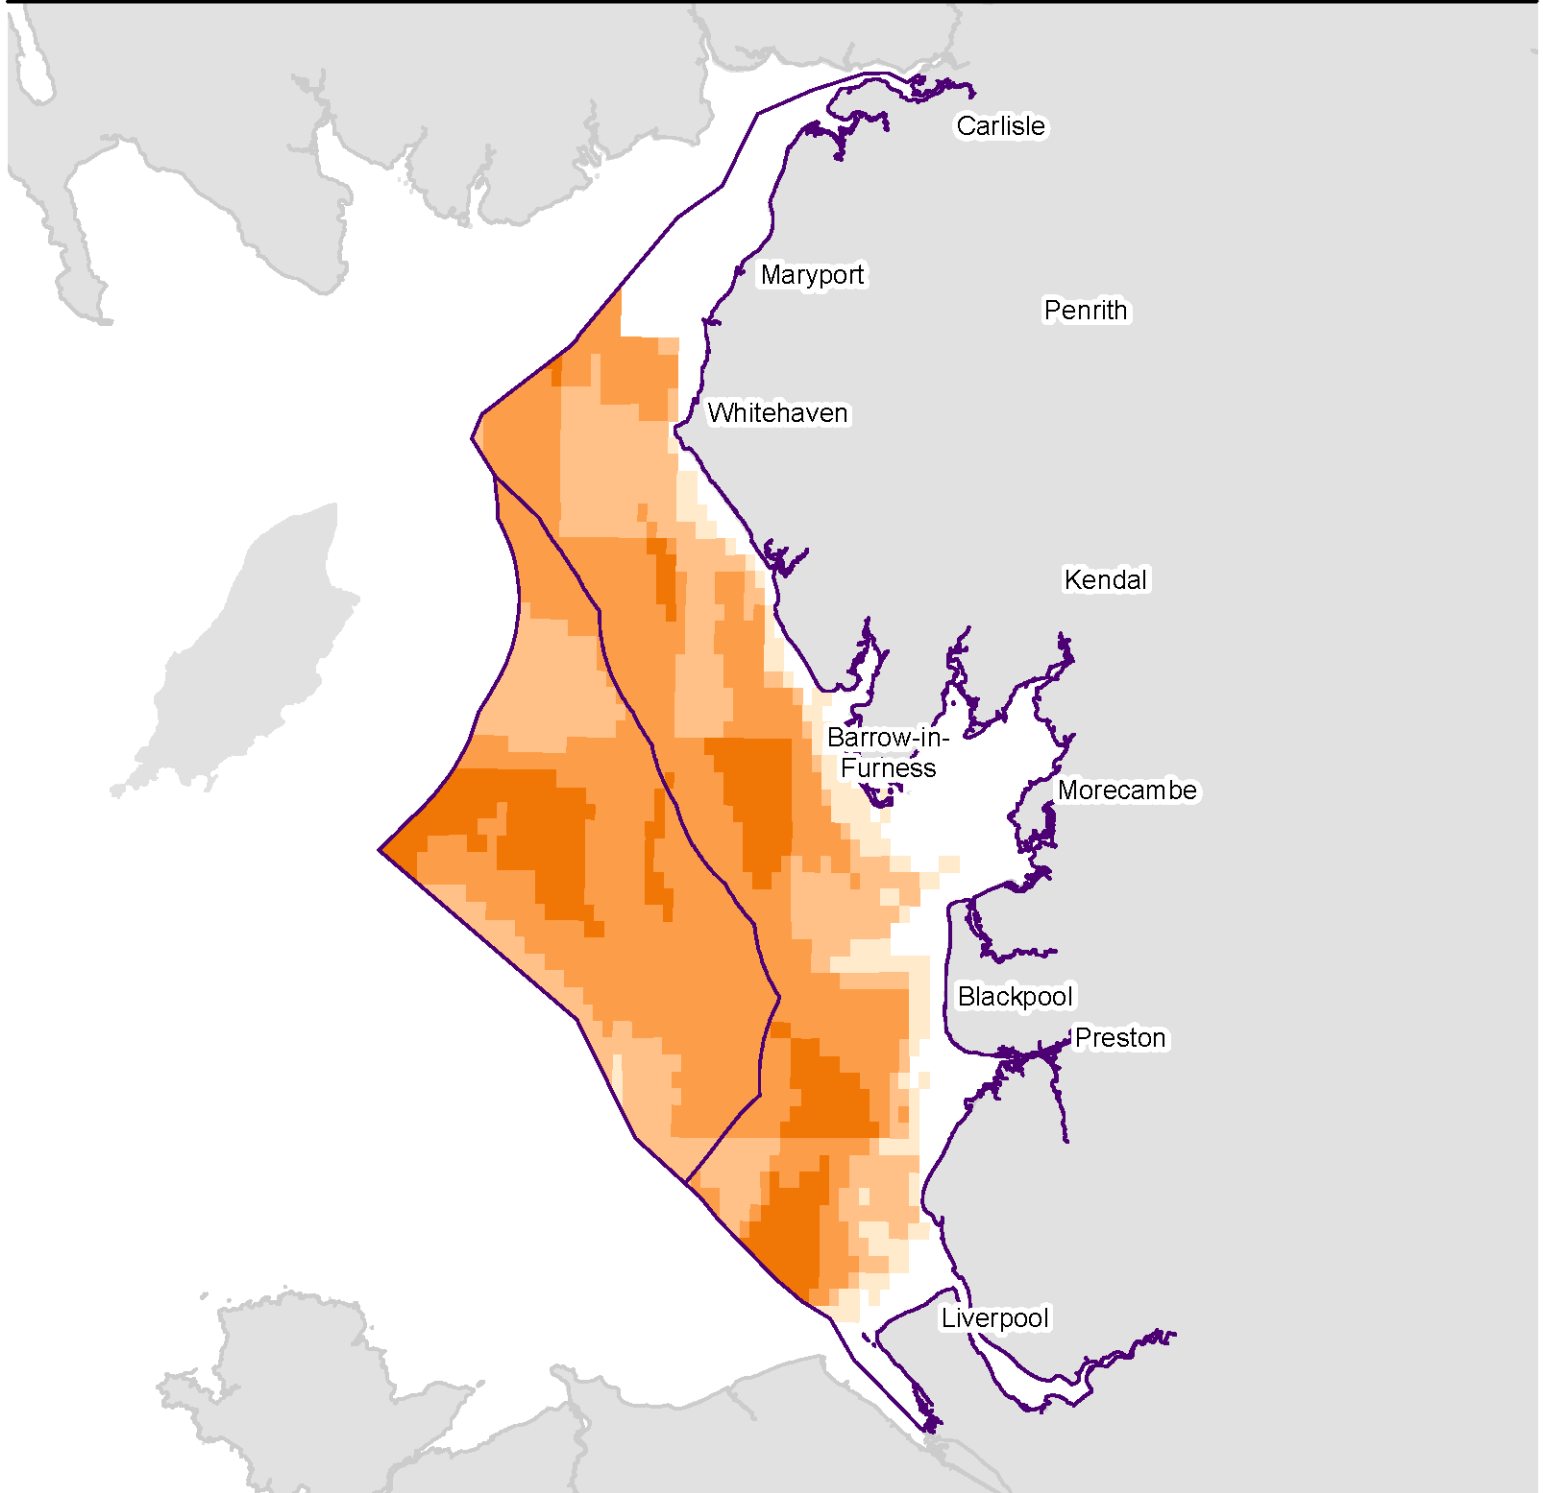 Carlisle
Maryport
Penrith
Whitehaven
Kendal
Barrow-in-
Furness
Morecambe
Blackpool
Preston
Liverpool